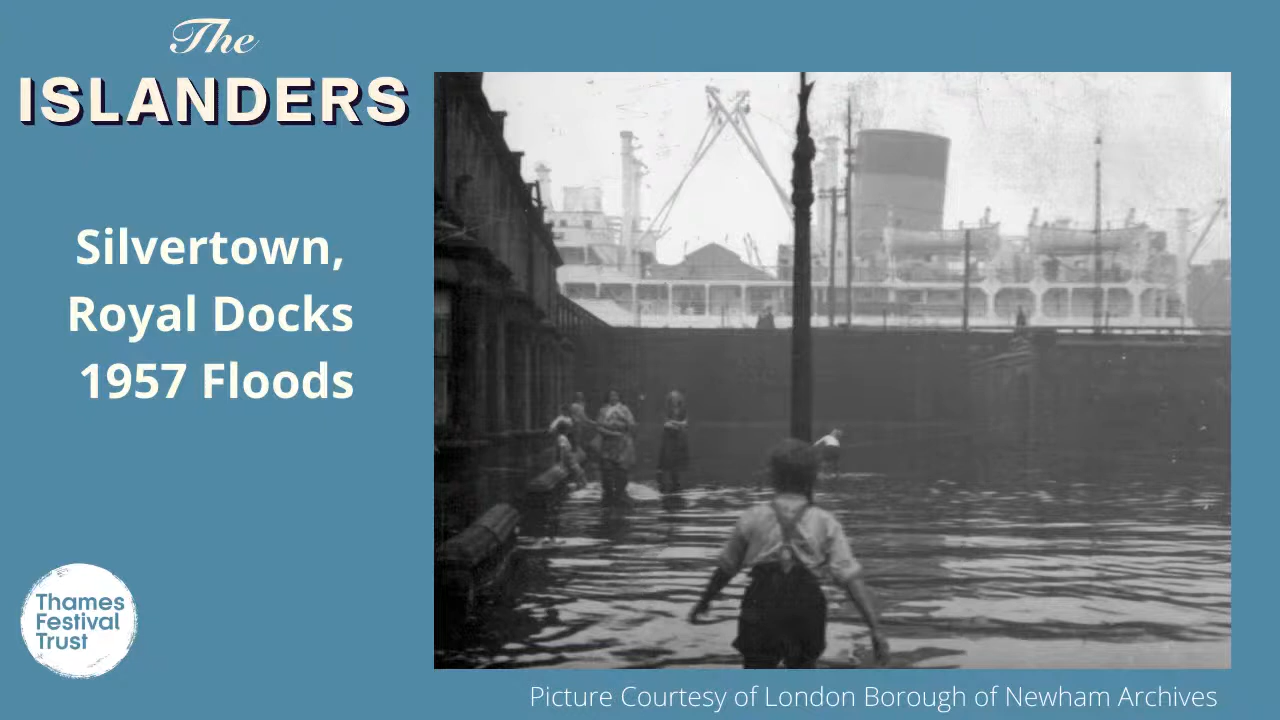 The
ISLANDERS
Silvertown,
Royal Docks
1957 Floods
Thames
Festival
Trust
Picture Courtesy of London Borough of Newham Archives